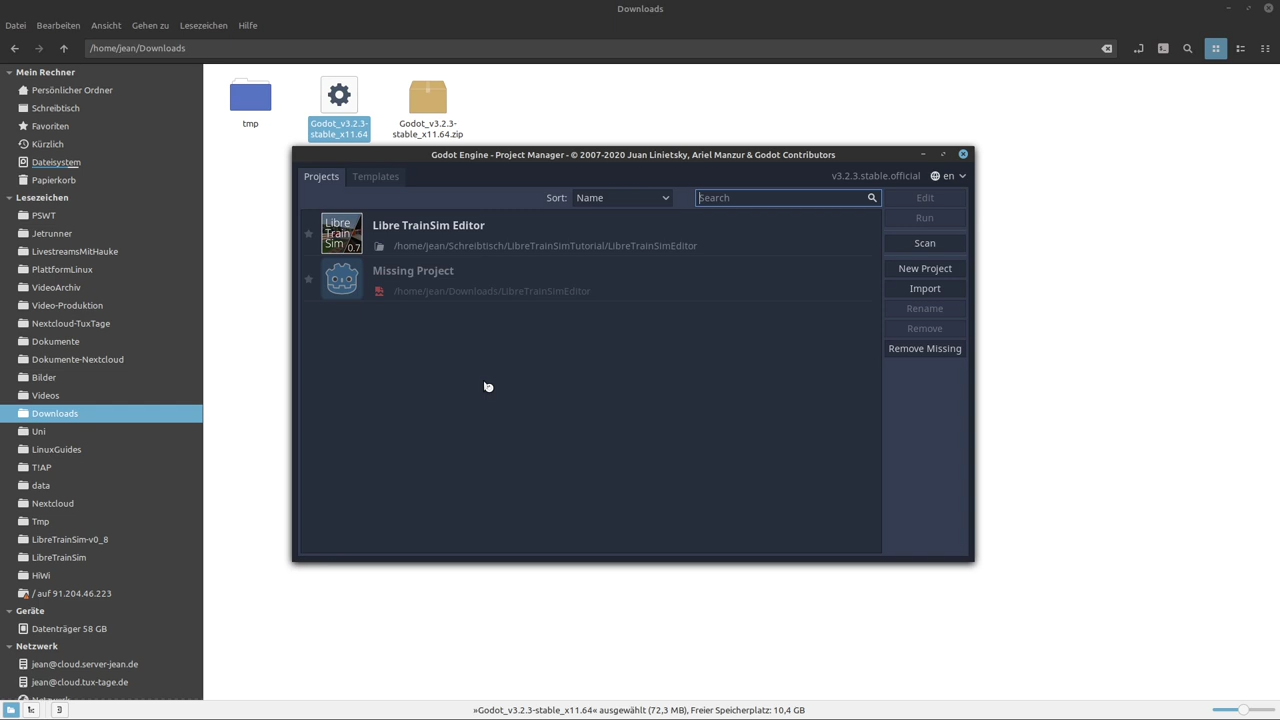 Downloads
Datei Bearbeiten Ansicht Gehen zu Lesezeichen Hilfe
/home/jean/Downloads
Mein Rechner
Persönlicher Ordner
Schreibtisch
Favoriten
Kürzlich
Dateisystem
Papierkorb
Lesezeichen
PSWT
Jetrunner
LivestreamsMitHauke
PlattformLinux
VideoArchiv
Video-Produktion
Nextcloud-TuxTage
Dokumente
Dokumente-Nextcloud
Bilder
Videos
Downloads
Uni
LinuxGuides
T!AP
data
Nextcloud
Tmp
LibreTrainSim-v0_8
LibreTrainSim
HiWi
/ auf 91.204.46.223
Geräte
Datenträger 58 GB
Netzwerk
jean@cloud.server-jean.de
jean@cloud.tux-tage.de
Netzwerk
tmp
Godot_v3.2.3-
stable_x11.64
Godot_v3.2.3-
stable_x11.64.zip
Godot Engine - Project Manager - © 2007-2020 Juan Linietsky, Ariel Manzur & Godot Contributors
Projects Templates
v3.2.3.stable.official en
Sort: Name Search
Libre
Train
Sim
0.7
Libre TrainSim Editor
/home/jean/Schreibtisch/LibreTrainSimTutorial/LibreTrainSimEditor
Missing Project
/home/jean/Downloads/LibreTrainSimEditor
Edit
Run
Scan
New Project
Import
Rename
Remove
Remove Missing
»Godot_v3.2.3-stable_x11.64« ausgewählt (72,3 MB), Freier Speicherplatz: 10,4 GB